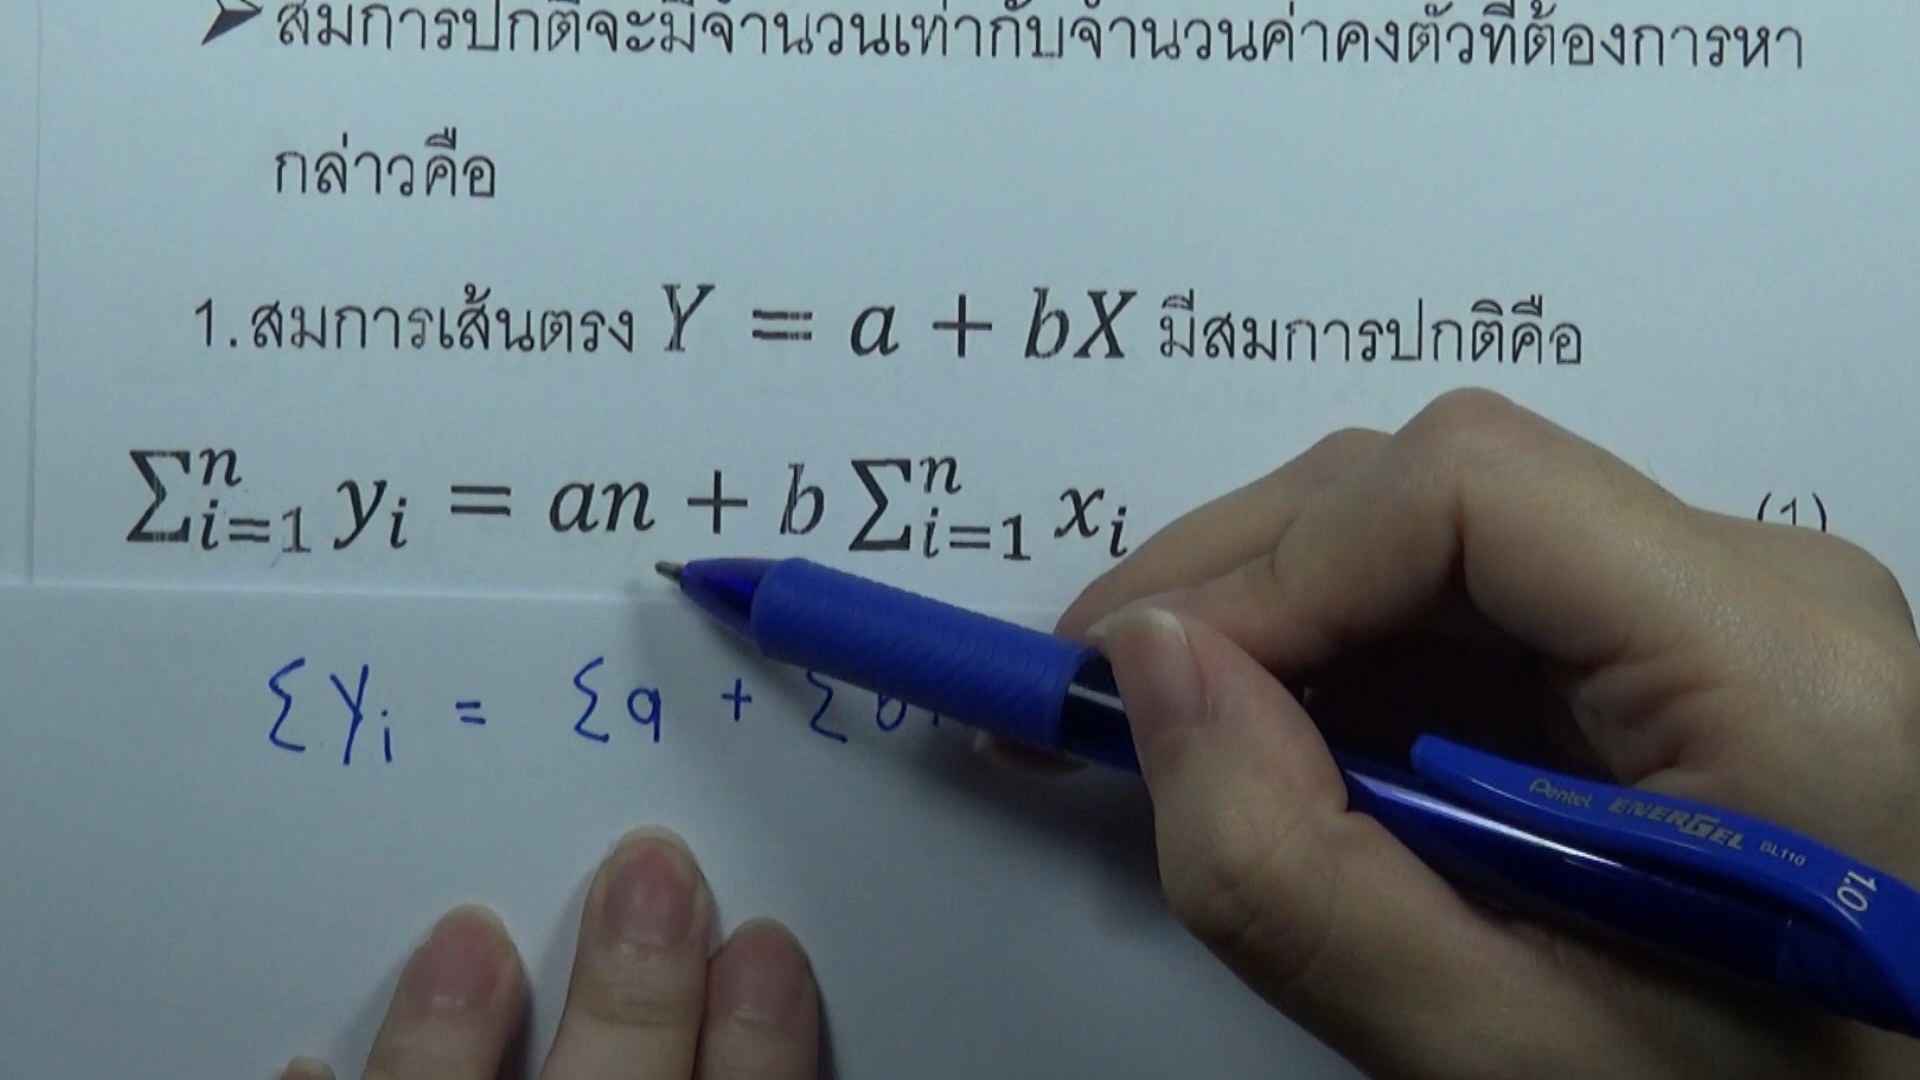 ➤ สมการปกติจะมีจำนวนเท่ากับจำนวนค่าคงตัวที่ต้องการหา
กล่าวคือ
1.สมการเส้นตรง Y = a + bX มีสมการปกติคือ
∑ⁿᵢ₌₁ yᵢ = an + b ∑ⁿᵢ₌₁ xᵢ (1)
Σyᵢ = Σa + Σb
Pentel ENERGEL BL110 1.0